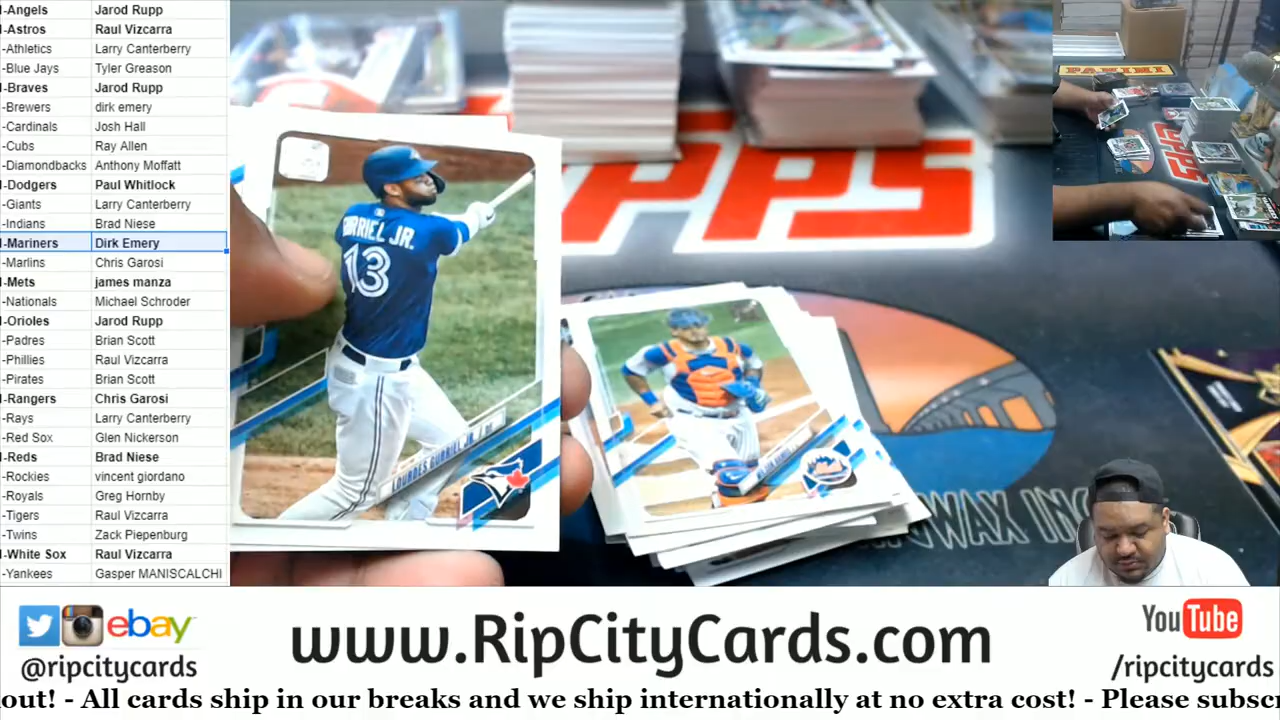 I-Angels Jarod Rupp
I-Astros Raul Vizcarra
-Athletics Larry Canterberry
-Blue Jays Tyler Greason
I-Braves Jarod Rupp
-Brewers dirk emery
-Cardinals Josh Hall
-Cubs Ray Allen
-Diamondbacks Anthony Moffatt
I-Dodgers Paul Whitlock
-Giants Larry Canterberry
-Indians Brad Niese
I-Mariners Dirk Emery
-Marlins Chris Garosi
I-Mets james manza
-Nationals Michael Schroder
I-Orioles Jarod Rupp
-Padres Brian Scott
-Phillies Raul Vizcarra
-Pirates Brian Scott
I-Rangers Chris Garosi
-Rays Larry Canterberry
-Red Sox Glen Nickerson
I-Reds Brad Niese
-Rockies vincent giordano
-Royals Greg Hornby
-Tigers Raul Vizcarra
-Twins Zack Piepenburg
I-White Sox Raul Vizcarra
-Yankees Gasper MANISCALCHI
GURRIEL JR.
13
LOURDES GURRIEL JR.
PPS
WAX INC
PANINI
TOPPS
ebay
@ripcitycards
www.RipCityCards.com
YouTube
/ripcitycards
out! - All cards ship in our breaks and we ship internationally at no extra cost! - Please subsc